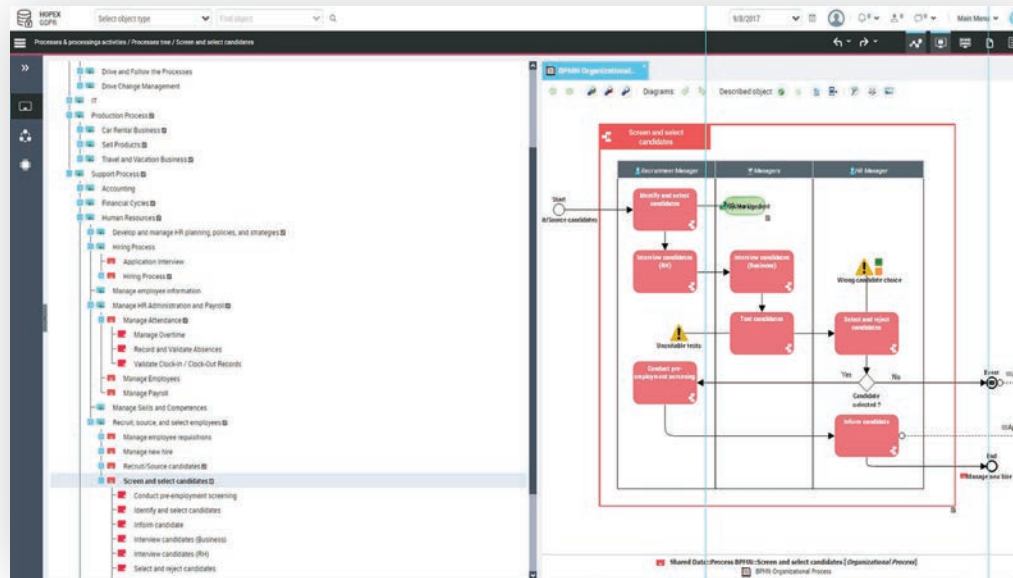 HOPEX
GDPR
Select object type
Find object
9/8/2017
Main Menu
Processes & processings activities / Processes tree / Screen and select candidates
Drive and Follow the Processes
Drive Change Management
IT
Production Process
Car Rental Business
Sell Products
Travel and Vacation Business
Support Process
Accounting
Financial Cycles
Human Resources
Develop and manage HR planning, policies, and strategies
Hiring Process
Application Interview
Hiring Process
Manage employee information
Manage HR Administration and Payroll
Manage Attendance
Manage Overtime
Record and Validate Absences
Validate Clock-In / Clock-Out Records
Manage Employees
Manage Payroll
Manage Skills and Competences
Recruit, source, and select employees
Manage employee requisitions
Manage new hire
Recruit/Source candidates
Screen and select candidates
Conduct pre-employment screening
Identify and select candidates
Inform candidate
Interview candidates (Business)
Interview candidates (RH)
Select and reject candidates
BPMN Organizational...
Diagrams
Described object
Screen and select
candidates
Recruitment Manager
Managers
HR Manager
Start
it/Source candidates
Identify and select
candidates
Interview candidates
(RH)
Interview candidates
(Business)
Wrong candidate choice
Test candidates
Select and reject
candidates
Unsuitable tests
Conduct pre-
employment screening
Yes
No
Candidate
selected ?
Event
Inform candidate
End
Manage new hire
Shared Data::Process BPMN::Screen and select candidates [Organizational Process]
BPMN Organizational Process